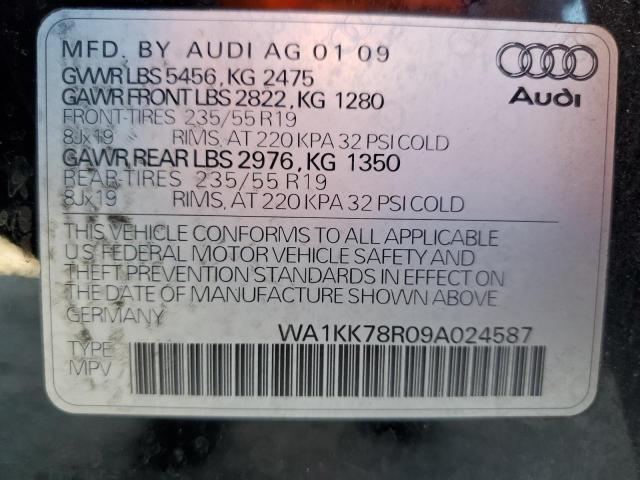 MFD. BY AUDI AG 01 09
GVWR LBS 5456, KG 2475
GAWR FRONT LBS 2822, KG 1280
FRONT-TIRES 235/55 R19
8Jx19 RIMS, AT 220 KPA 32 PSI COLD
GAWR REAR LBS 2976, KG 1350
REAR-TIRES 235/55 R19
8Jx19 RIMS, AT 220 KPA 32 PSI COLD
Audi
THIS VEHICLE CONFORMS TO ALL APPLICABLE
U.S FEDERAL MOTOR VEHICLE SAFETY AND
THEFT PREVENTION STANDARDS IN EFFECT ON
THE DATE OF MANUFACTURE SHOWN ABOVE.
GERMANY
WA1KK78R09A024587
TYPE
MPV